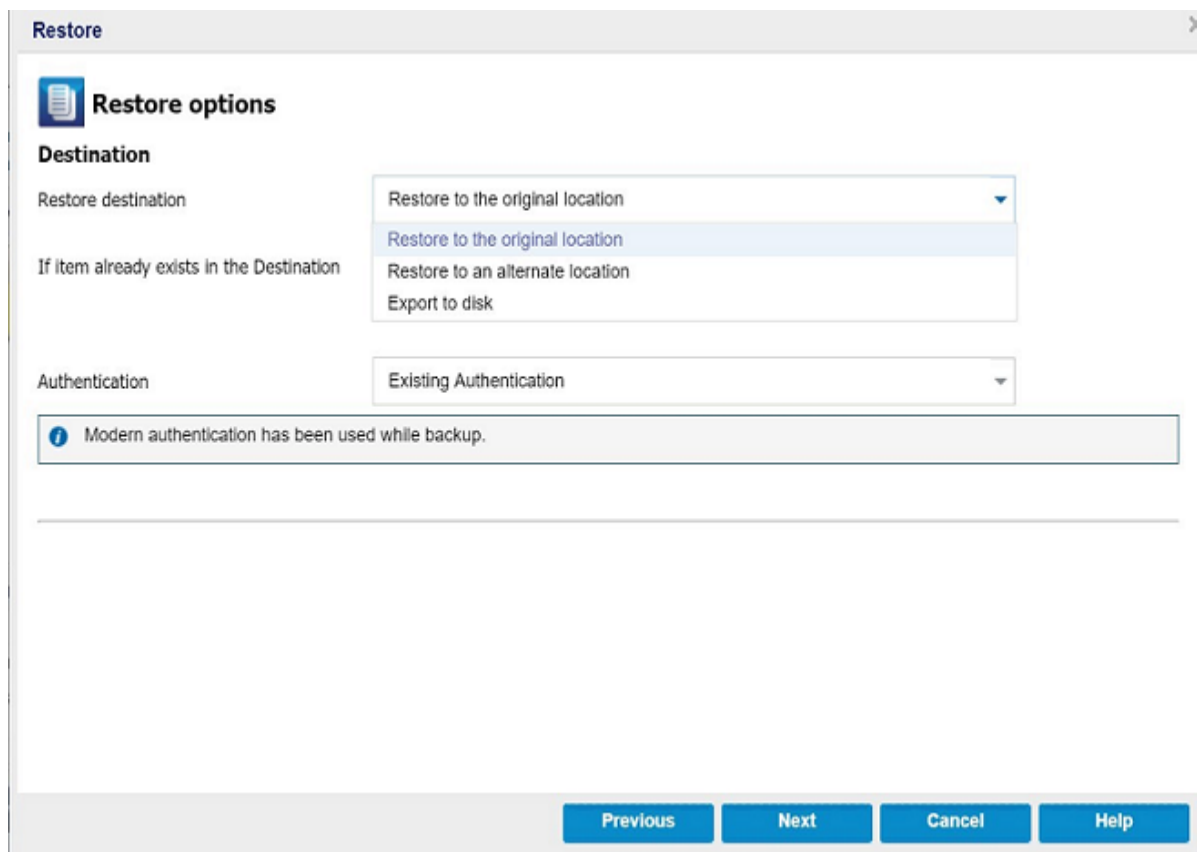 Restore
Restore options
Destination
Restore destination
Restore to the original location
Restore to the original location
If item already exists in the Destination
Restore to an alternate location
Export to disk
Authentication
Existing Authentication
Modern authentication has been used while backup.
Previous Next Cancel Help